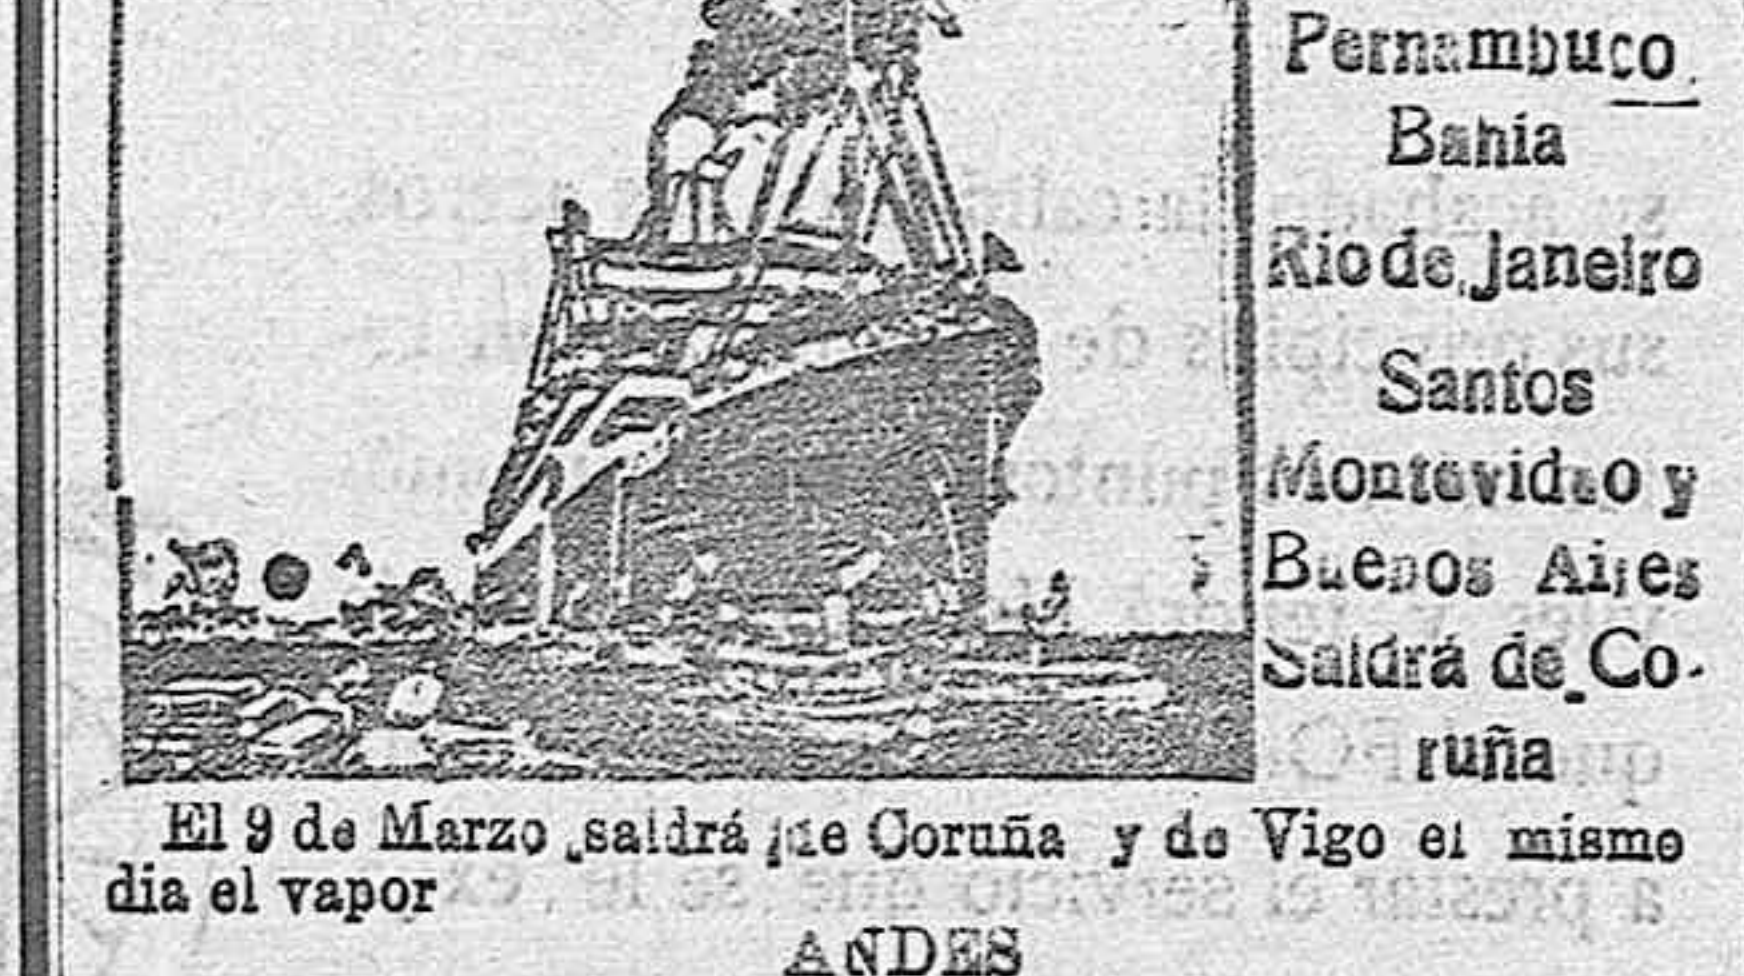 Pernambuco
Bahía
Rio de Janeiro
Santos
Montevideo y
Buenos Aires
Saldrá de Co-
ruña
El 9 de Marzo saldrá de Coruña y de Vigo el mismo
dia el vapor
ANDES